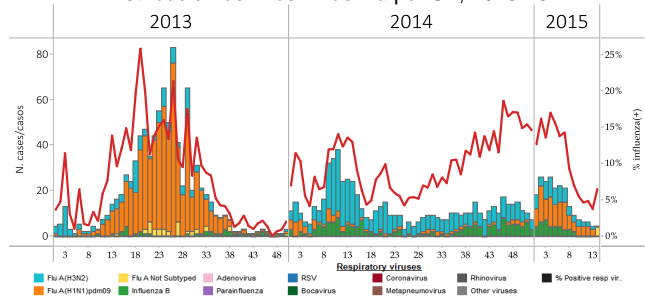 2013 2014 2015
80 25%
60 20%
40 15%
20 10%
0 5%
0%
N. cases/casos
% influenza(+)
3 8 13 18 23 28 33 38 43 48 3 8 13 18 23 28 33 38 43 48 3 8 13
Respiratory viruses
Flu A(H3N2) Flu A Not Subtyped Adenovirus RSV Coronavirus Rhinovirus % Positive resp vir..
Flu A(H1N1)pdm09 Influenza B Parainfluenza Bocavirus Metapneumovirus Other viruses